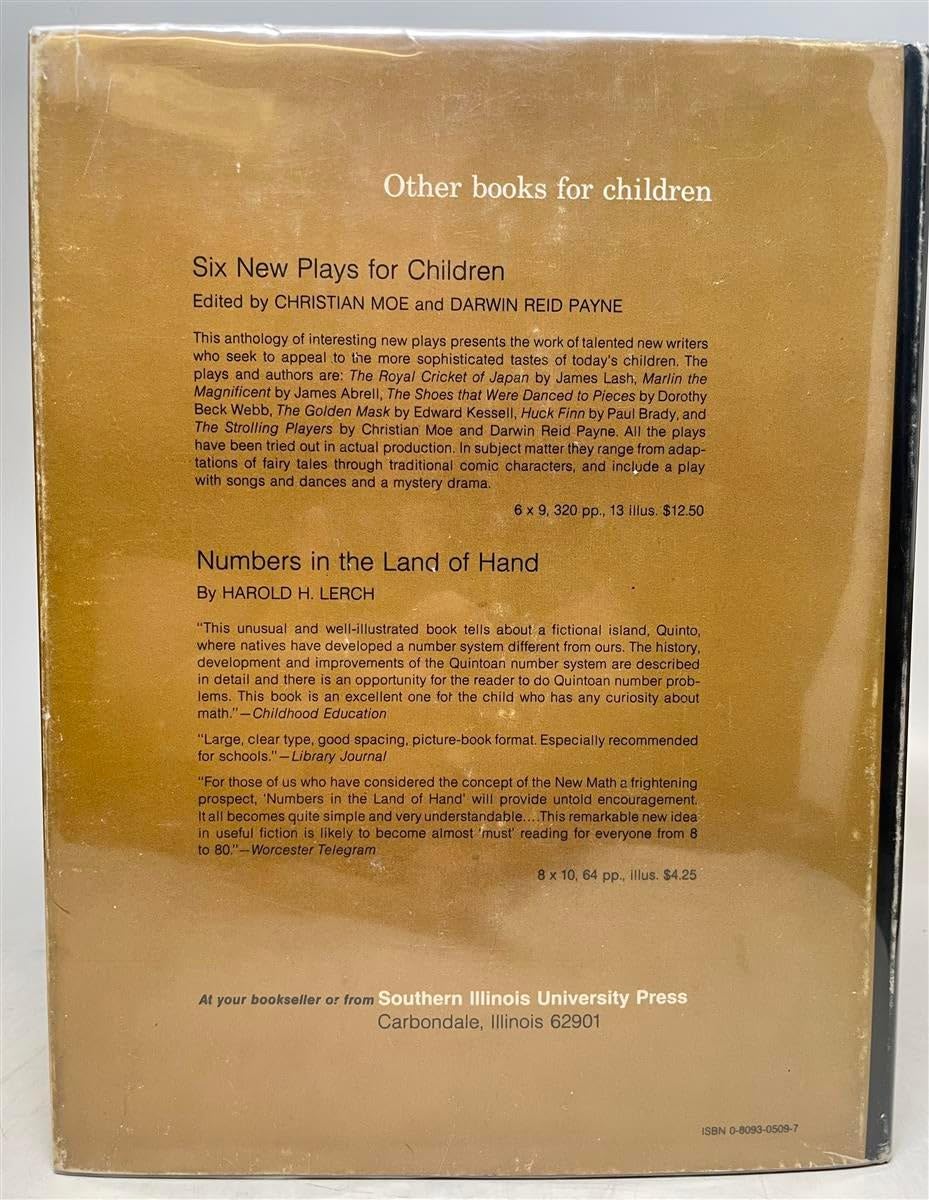 Other books for children
Six New Plays for Children
Edited by CHRISTIAN MOE and DARWIN REID PAYNE
This anthology of interesting new plays presents the work of talented new writers
who seek to appeal to the more sophisticated tastes of today's children. The
plays and authors are: The Royal Cricket of Japan by James Lash, Marlin the
Magnificent by James Abrell, The Shoes that Were Danced to Pieces by Dorothy
Beck Webb, The Golden Mask by Edward Kessell, Huck Finn by Paul Brady, and
The Strolling Players by Christian Moe and Darwin Reid Payne. All the plays
have been tried out in actual production. In subject matter they range from adap-
tations of fairy tales through traditional comic characters, and include a play
with songs and dances and a mystery drama.
6 x 9, 320 pp., 13 illus. $12.50
Numbers in the Land of Hand
By HAROLD H. LERCH
"This unusual and well-illustrated book tells about a fictional island, Quinto,
where natives have developed a number system different from ours. The history,
development and improvements of the Quintoan number system are described
in detail and there is an opportunity for the reader to do Quintoan number prob-
lems. This book is an excellent one for the child who has any curiosity about
math."—Childhood Education
"Large, clear type, good spacing, picture-book format. Especially recommended
for schools."—Library Journal
"For those of us who have considered the concept of the New Math a frightening
prospect, 'Numbers in the Land of Hand' will provide untold encouragement.
It all becomes quite simple and very understandable....This remarkable new idea
in useful fiction is likely to become almost 'must' reading for everyone from 8
to 80."—Worcester Telegram
8 x 10, 64 pp., illus. $4.25
At your bookseller or from Southern Illinois University Press
Carbondale, Illinois 62901
ISBN 0-8093-0509-7